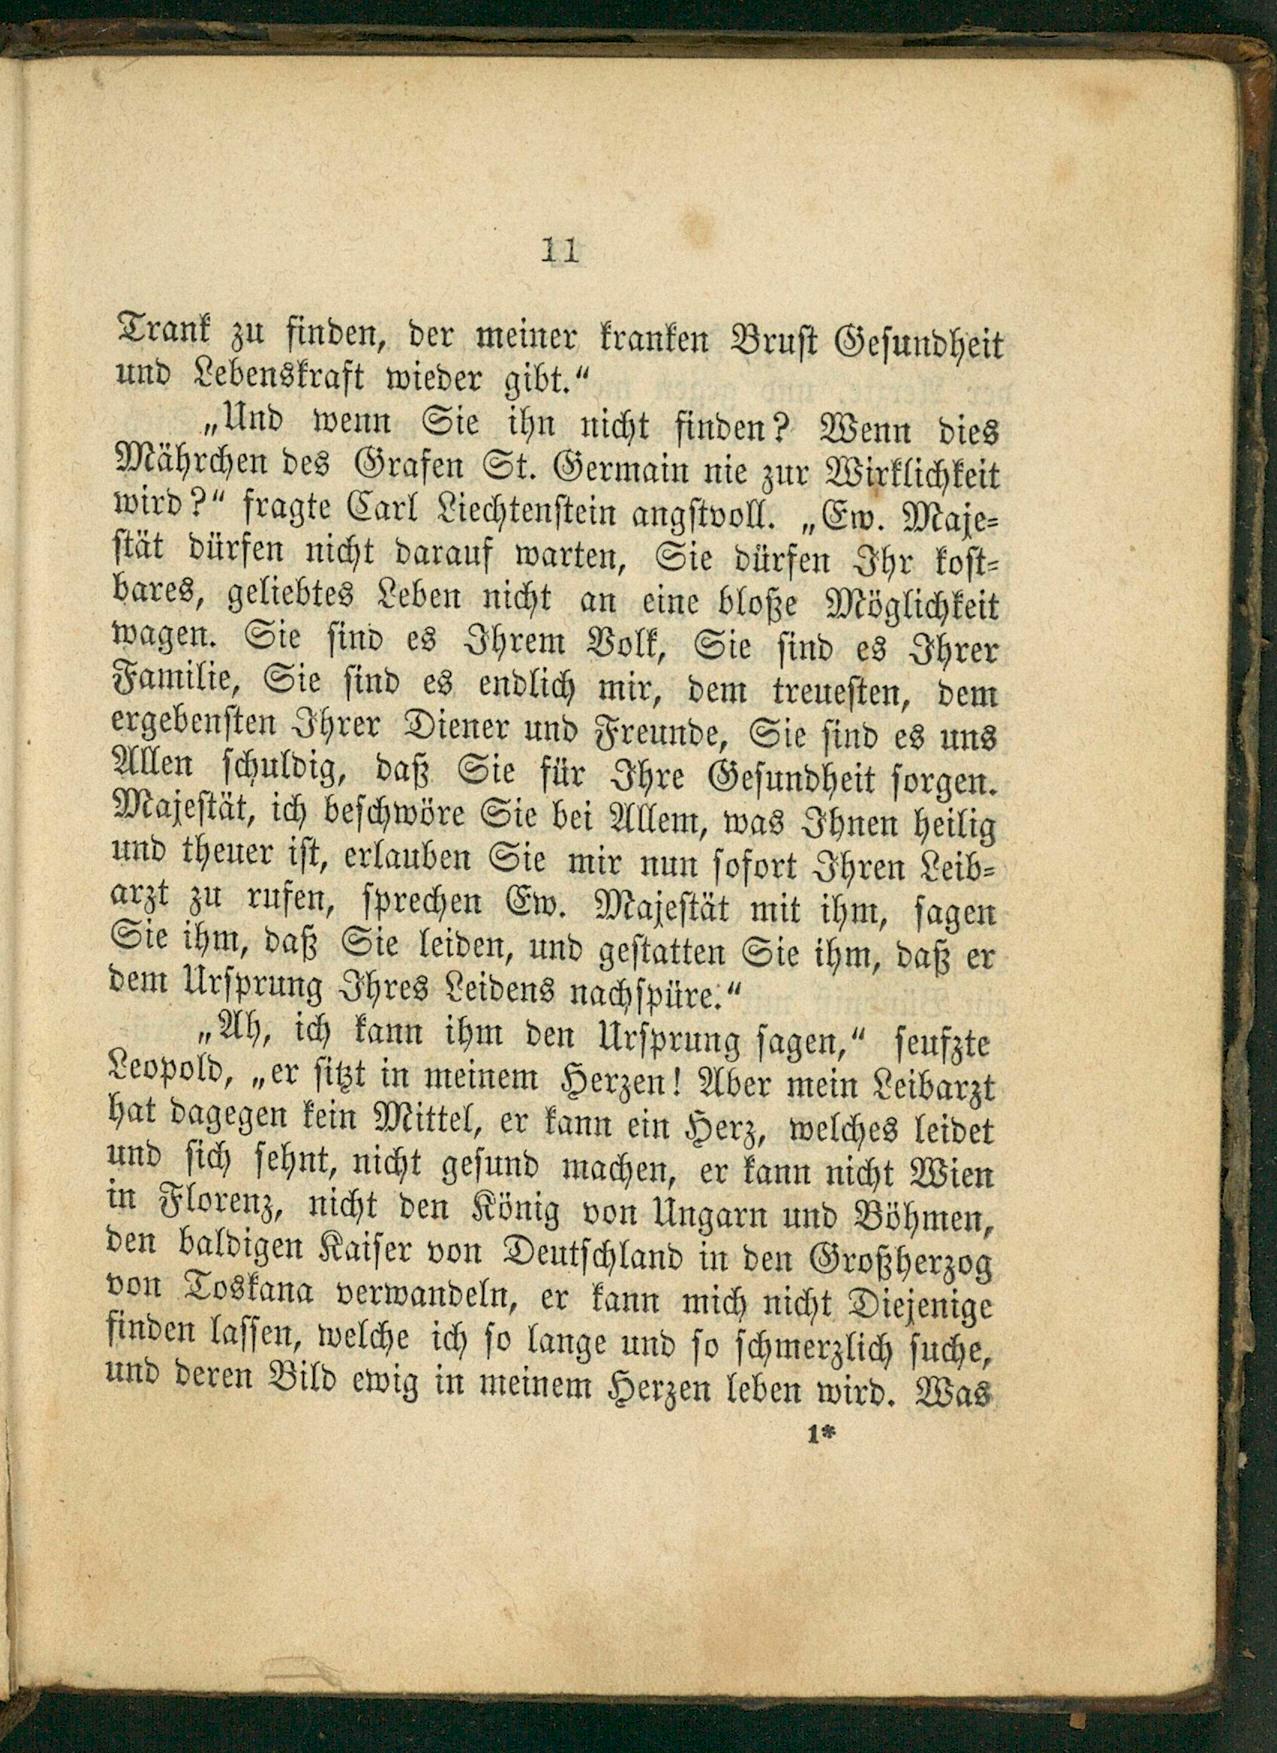 11
Trank zu finden, der meiner kranken Brust Gesundheit
und Lebenskraft wieder gibt.“
„Und wenn Sie ihn nicht finden? Wenn dies
Mährchen des Grafen St. Germain nie zur Wirklichkeit
wird?“ fragte Carl Liechtenstein angstvoll. „Ew. Maje-
stät dürfen nicht darauf warten, Sie dürfen Ihr kost-
bares, geliebtes Leben nicht an eine bloße Möglichkeit
wagen. Sie sind es Ihrem Volk, Sie sind es Ihrer
Familie, Sie sind es endlich mir, dem treuesten, dem
ergebensten Ihrer Diener und Freunde, Sie sind es uns
Allen schuldig, daß Sie für Ihre Gesundheit sorgen.
Majestät, ich beschwöre Sie bei Allem, was Ihnen heilig
und theuer ist, erlauben Sie mir nun sofort Ihren Leib-
arzt zu rufen, sprechen Ew. Majestät mit ihm, sagen
Sie ihm, daß Sie leiden, und gestatten Sie ihm, daß er
dem Ursprung Ihres Leidens nachspüre.“
„Ah, ich kann ihm den Ursprung sagen,“ seufzte
Leopold, „er sitzt in meinem Herzen! Aber mein Leibarzt
hat dagegen kein Mittel, er kann ein Herz, welches leidet
und sich sehnt, nicht gesund machen, er kann nicht Wien
in Florenz, nicht den König von Ungarn und Böhmen,
den baldigen Kaiser von Deutschland in den Großherzog
von Toskana verwandeln, er kann mich nicht Diejenige
finden lassen, welche ich so lange und so schmerzlich suche,
und deren Bild ewig in meinem Herzen leben wird. Was
1*